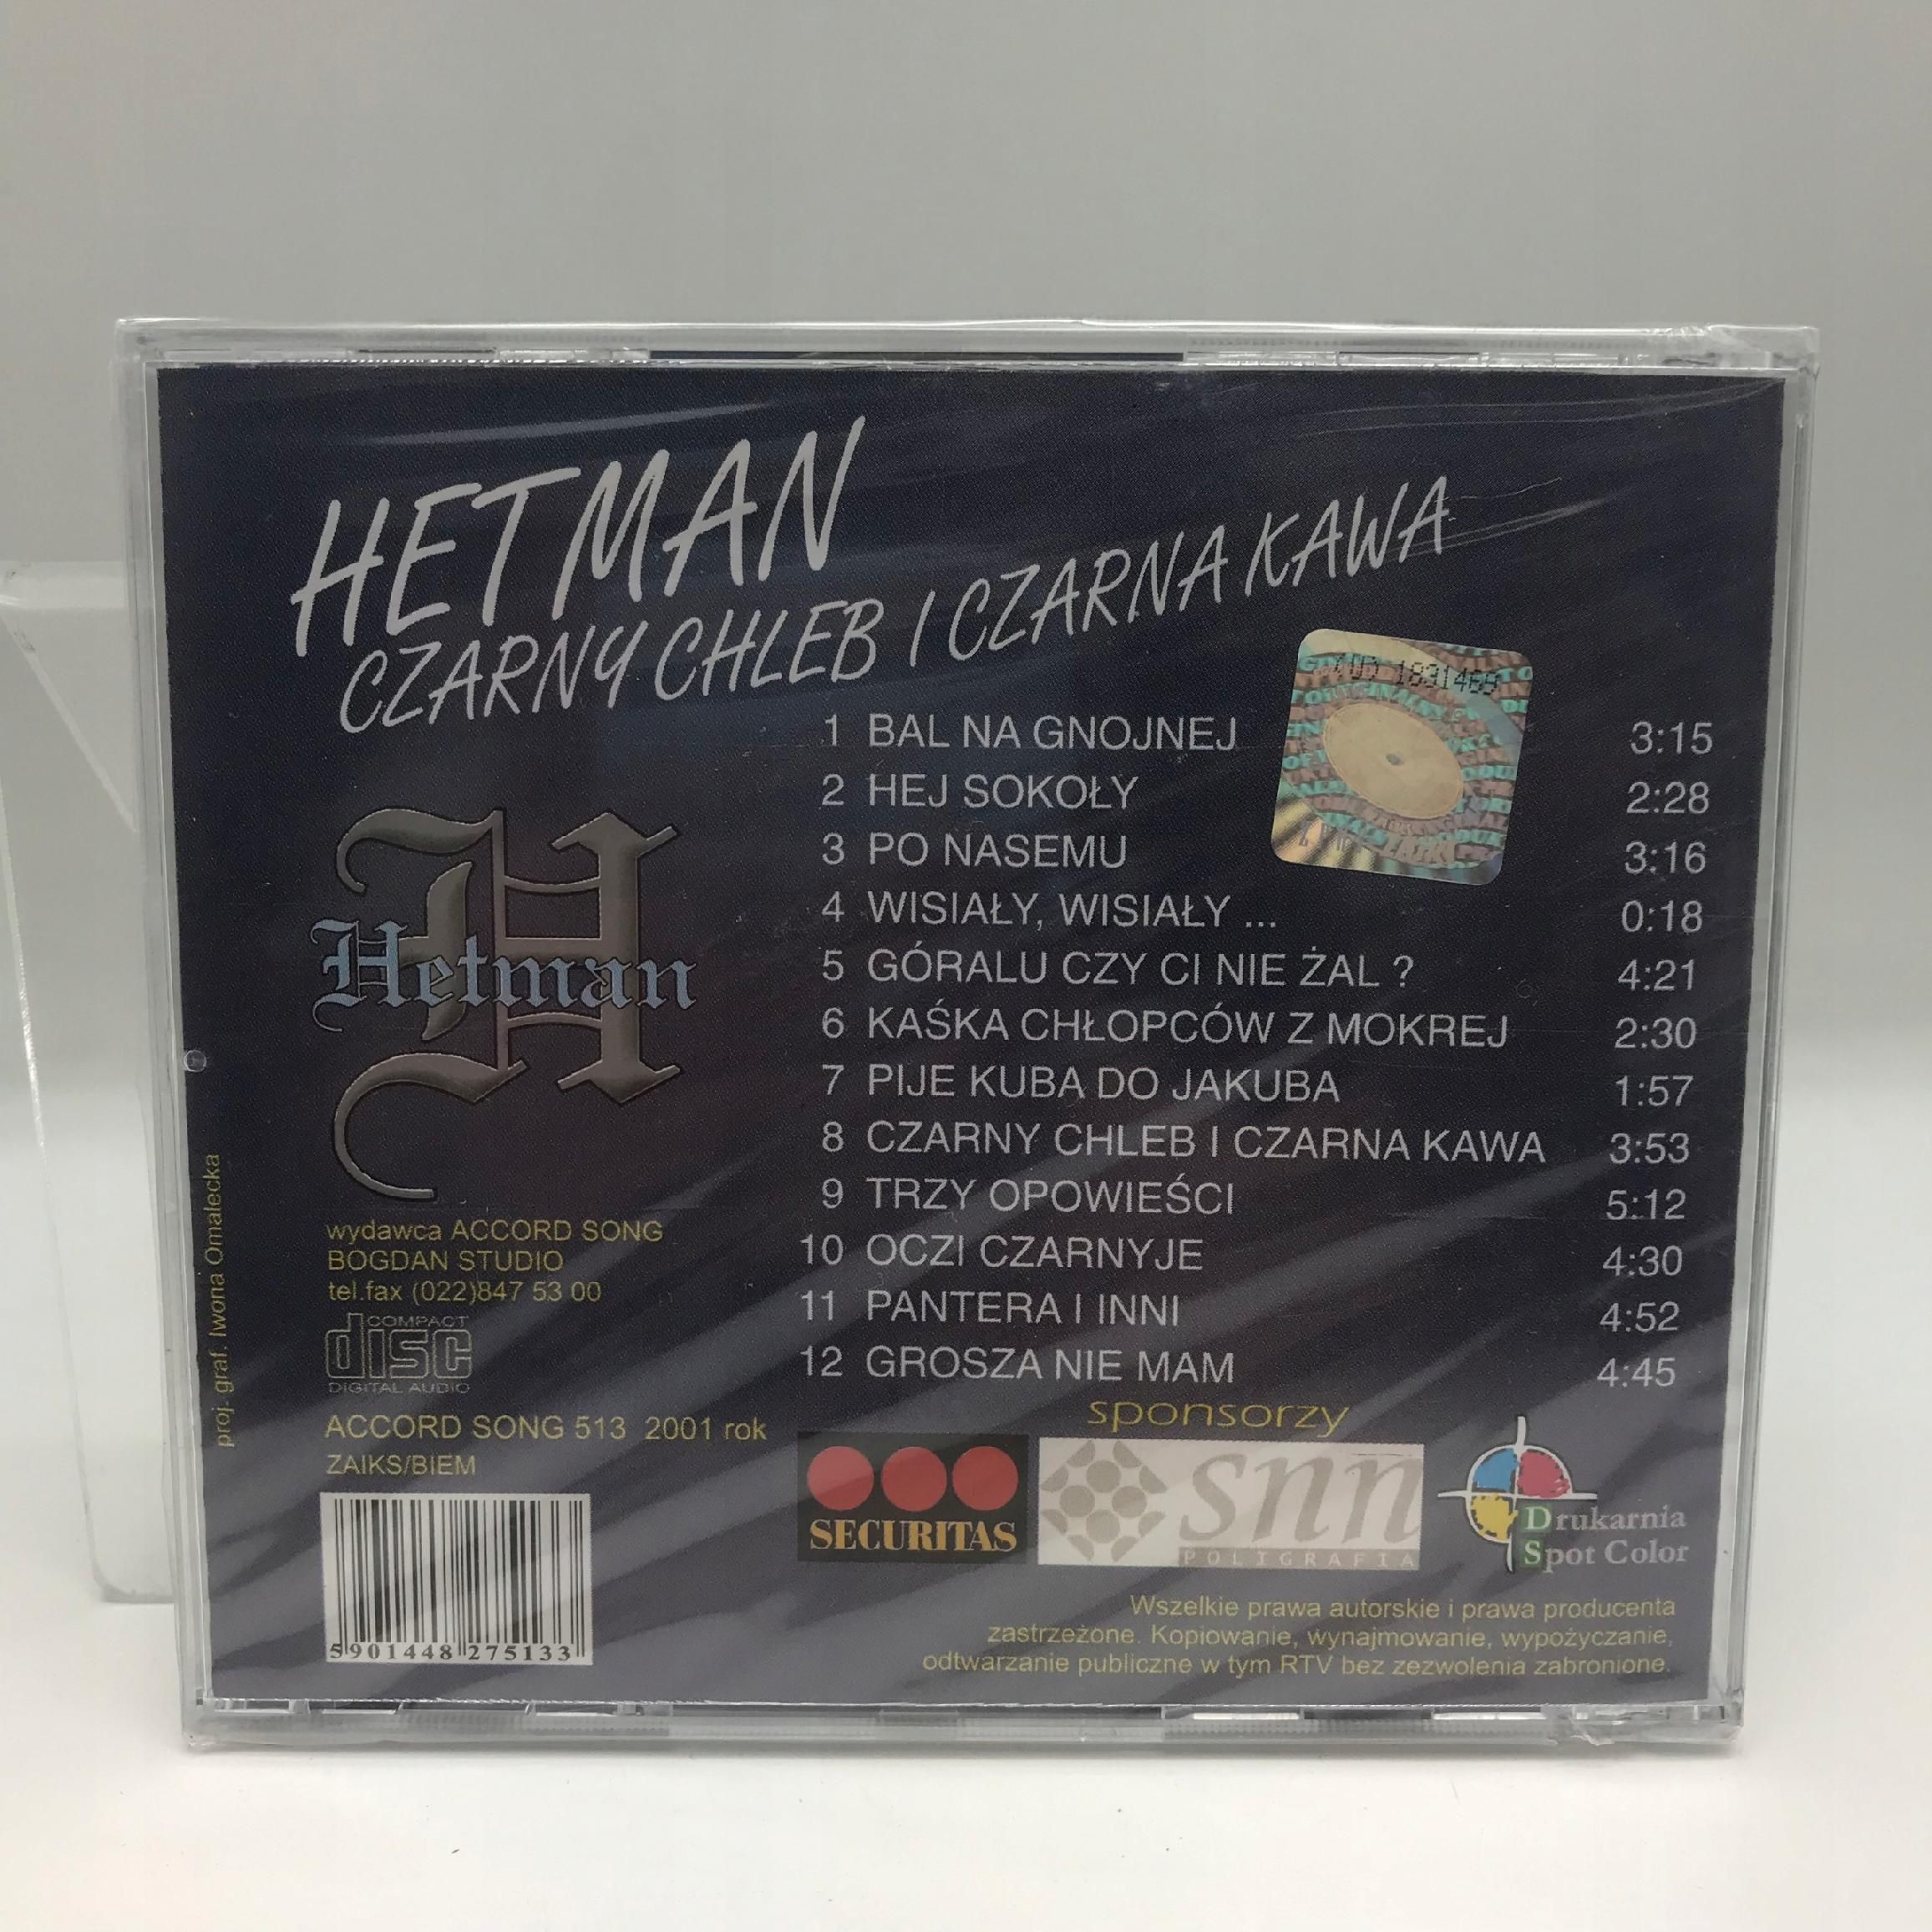 HETMAN
CZARNY CHLEB I CZARNA KAWA
(U) 1831469
1 BAL NA GNOJNEJ 3:15
2 HEJ SOKOŁY 2:28
3 PO NASEMU 3:16
4 WISIAŁY, WISIAŁY ... 0:18
5 GÓRALU CZY CI NIE ŻAL ? 4:21
6 KAŚKA CHŁOPCÓW Z MOKREJ 2:30
7 PIJE KUBA DO JAKUBA 1:57
8 CZARNY CHLEB I CZARNA KAWA 3:53
9 TRZY OPOWIEŚCI 5:12
10 OCZI CZARNYJE 4:30
11 PANTERA I INNI 4:52
12 GROSZA NIE MAM 4:45
H
Hetman
proj. graf. Iwona Omalecka
wydawca ACCORD SONG
BOGDAN STUDIO
tel.fax (022)847 53 00
COMPACT
disc
DIGITAL AUDIO
ACCORD SONG 513 2001 rok
ZAIKS/BIEM
5901448275133
sponsorzy
SECURITAS
snn
POLIGRAFIA
Drukarnia
Spot Color
Wszelkie prawa autorskie i prawa producenta
zastrzeżone. Kopiowanie, wynajmowanie, wypożyczanie,
odtwarzanie publiczne w tym RTV bez zezwolenia zabronione.